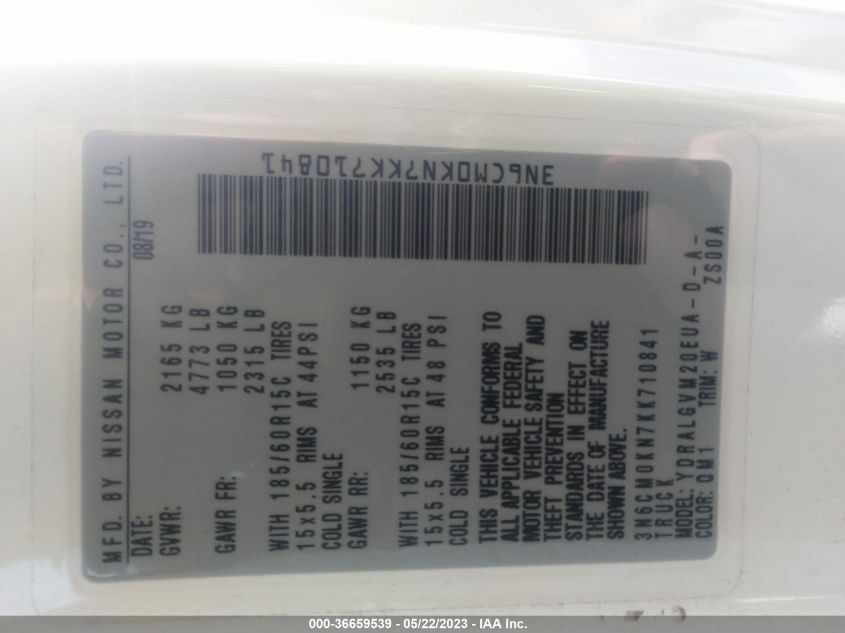 MFD. BY NISSAN MOTOR CO., LTD.
DATE: 08/19
GVWR: 2165 KG
4773 LB
GAWR FR: 1050 KG
2315 LB
WITH 185/60R15C TIRES
15x5.5 RIMS AT 44PSI
COLD SINGLE
GAWR RR: 1150 KG
2535 LB
WITH 185/60R15C TIRES
15x5.5 RIMS AT 48 PSI
COLD SINGLE
THIS VEHICLE CONFORMS TO
ALL APPLICABLE FEDERAL
MOTOR VEHICLE SAFETY AND
THEFT PREVENTION
STANDARDS IN EFFECT ON
THE DATE OF MANUFACTURE
SHOWN ABOVE.
3N6CM0KN7KK710841
3N6CM0KN7KK710841
TRUCK
MODEL: YDRALGVM20EUA-D-A-
COLOR: QM1 TRIM: W ZS00A
000-36659539 - 05/22/2023 - IAA Inc.